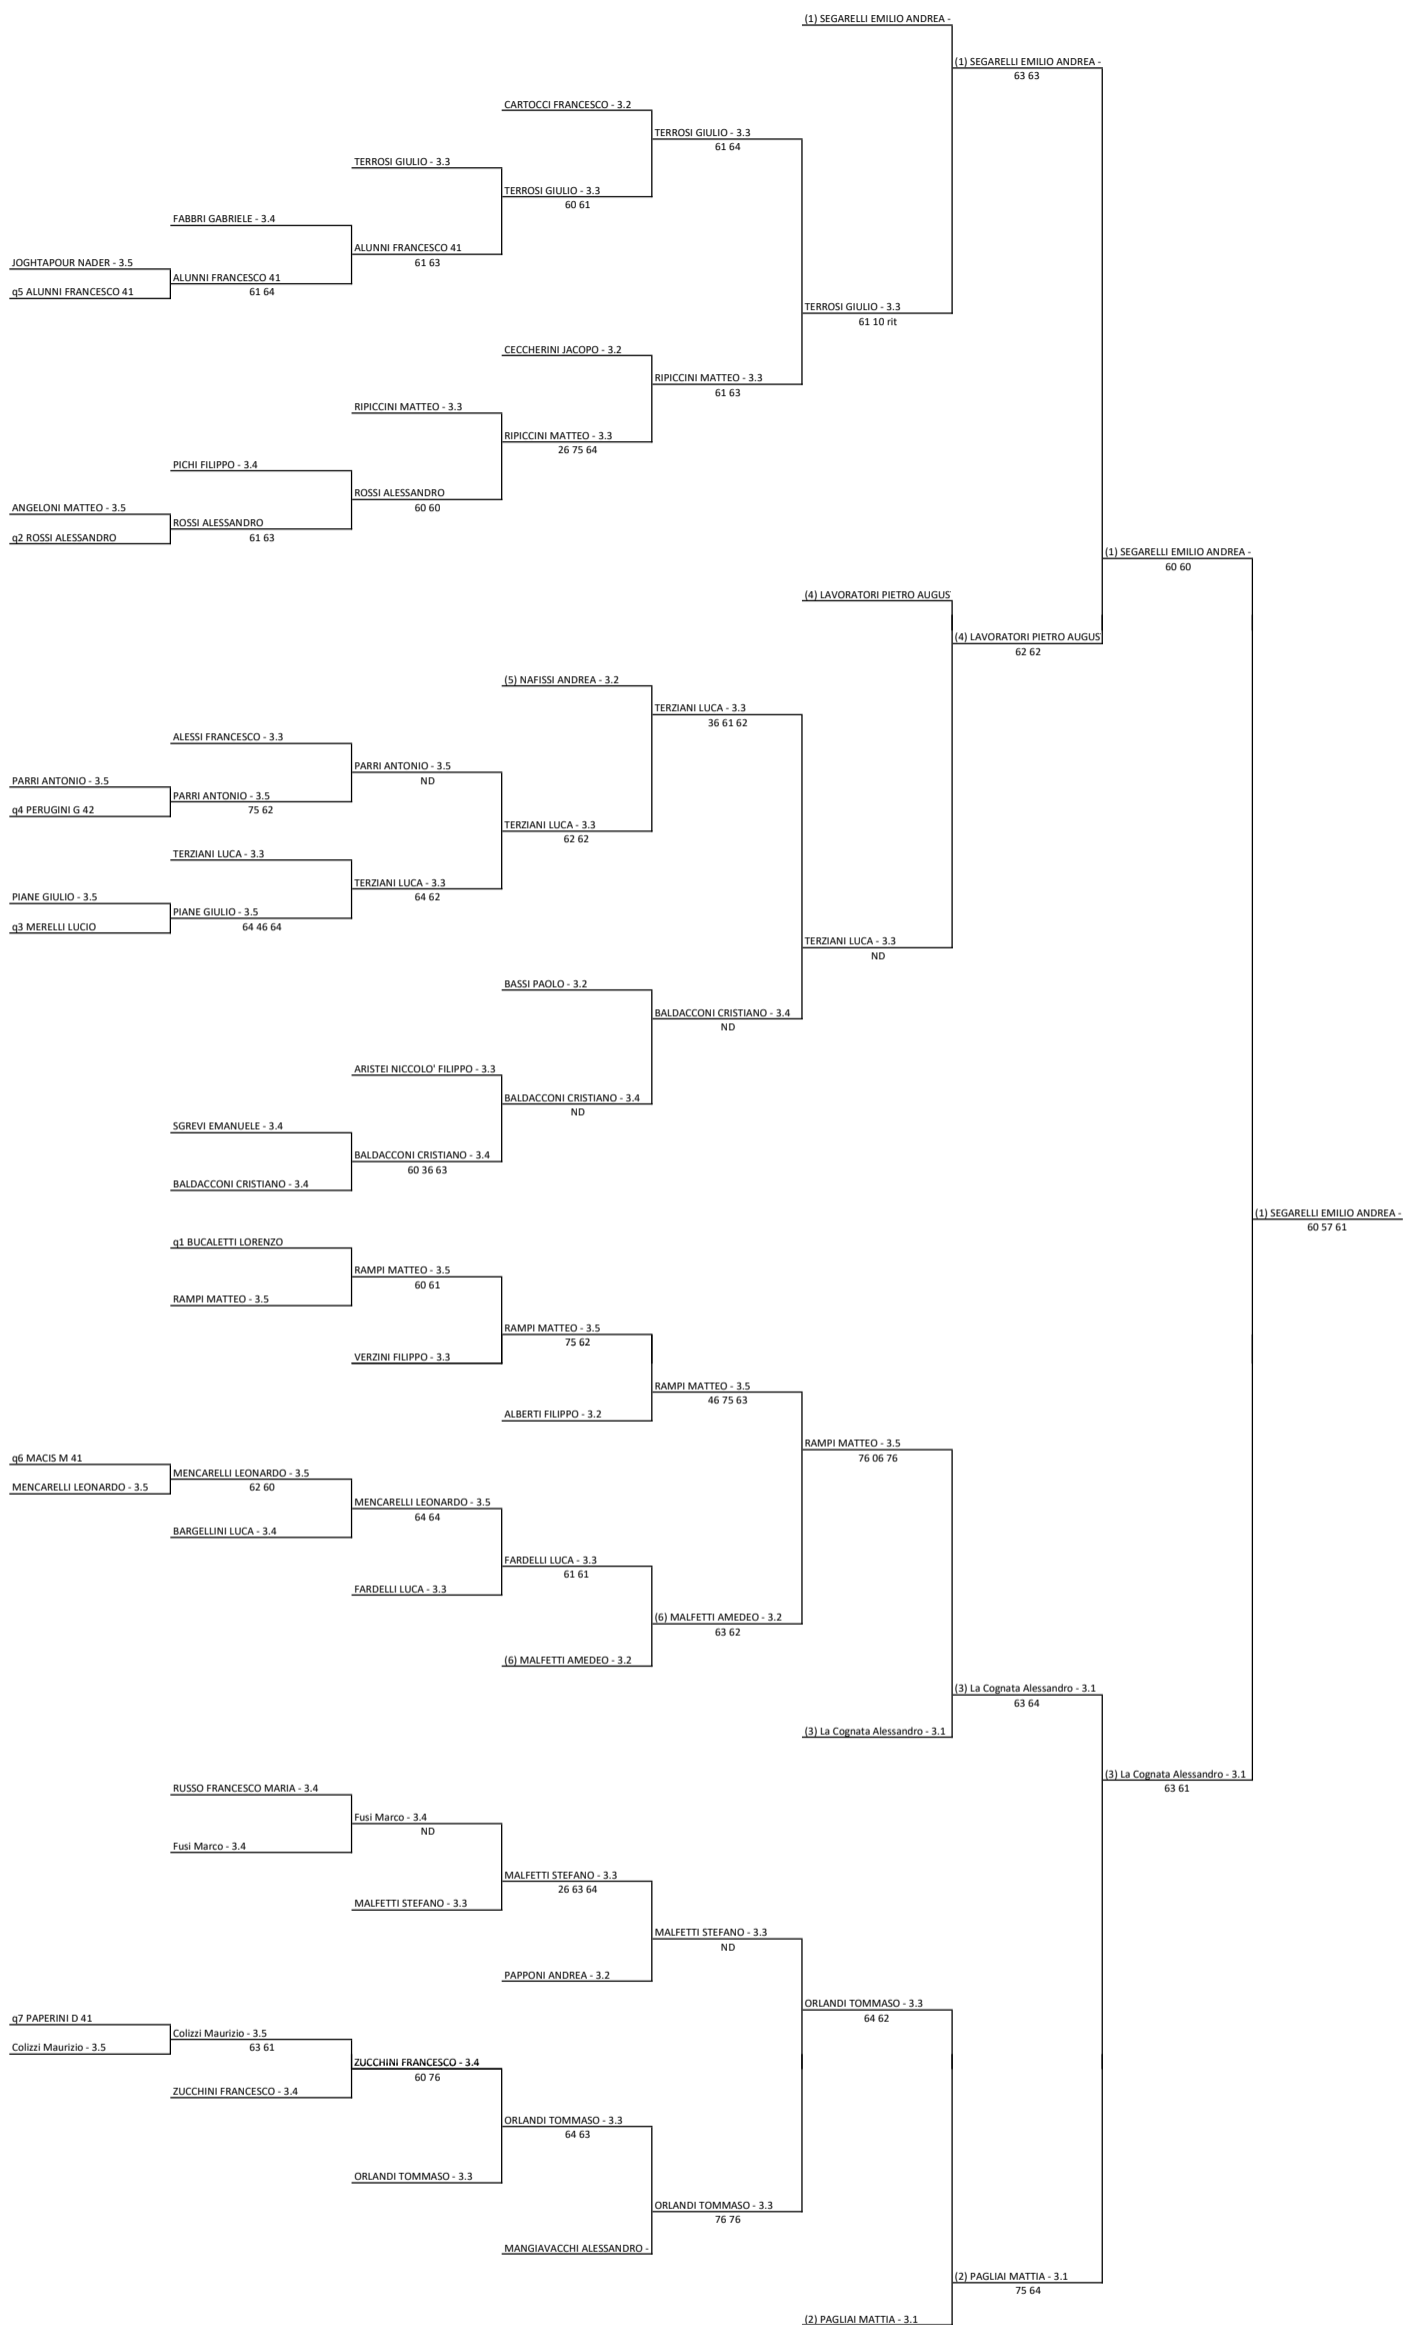 (1) SEGARELLI EMILIO ANDREA -
(1) SEGARELLI EMILIO ANDREA -
63 63
CARTOCCI FRANCESCO - 3.2
TERROSI GIULIO - 3.3
61 64
TERROSI GIULIO - 3.3
TERROSI GIULIO - 3.3
60 61
FABBRI GABRIELE - 3.4
ALUNNI FRANCESCO 41
61 63
JOGHTAPOUR NADER - 3.5
ALUNNI FRANCESCO 41
61 64
q5 ALUNNI FRANCESCO 41
TERROSI GIULIO - 3.3
61 10 rit
CECCHERINI JACOPO - 3.2
RIPICCINI MATTEO - 3.3
61 63
RIPICCINI MATTEO - 3.3
RIPICCINI MATTEO - 3.3
26 75 64
PICHI FILIPPO - 3.4
ROSSI ALESSANDRO
60 60
ANGELONI MATTEO - 3.5
ROSSI ALESSANDRO
61 63
q2 ROSSI ALESSANDRO
(1) SEGARELLI EMILIO ANDREA -
60 60
(4) LAVORATORI PIETRO AUGUS
(4) LAVORATORI PIETRO AUGUS
62 62
(5) NAFISSI ANDREA - 3.2
TERZIANI LUCA - 3.3
36 61 62
ALESSI FRANCESCO - 3.3
PARRI ANTONIO - 3.5
ND
PARRI ANTONIO - 3.5
PARRI ANTONIO - 3.5
75 62
q4 PERUGINI G 42
TERZIANI LUCA - 3.3
62 62
TERZIANI LUCA - 3.3
TERZIANI LUCA - 3.3
64 62
PIANE GIULIO - 3.5
PIANE GIULIO - 3.5
64 46 64
q3 MERELLI LUCIO
TERZIANI LUCA - 3.3
ND
BASSI PAOLO - 3.2
BALDACCONI CRISTIANO - 3.4
ND
ARISTEI NICCOLO' FILIPPO - 3.3
BALDACCONI CRISTIANO - 3.4
ND
SGREVI EMANUELE - 3.4
BALDACCONI CRISTIANO - 3.4
60 36 63
BALDACCONI CRISTIANO - 3.4
(1) SEGARELLI EMILIO ANDREA -
60 57 61
q1 BUCALETTI LORENZO
RAMPI MATTEO - 3.5
60 61
RAMPI MATTEO - 3.5
RAMPI MATTEO - 3.5
75 62
VERZINI FILIPPO - 3.3
RAMPI MATTEO - 3.5
46 75 63
ALBERTI FILIPPO - 3.2
RAMPI MATTEO - 3.5
76 06 76
q6 MACIS M 41
MENCARELLI LEONARDO - 3.5
62 60
MENCARELLI LEONARDO - 3.5
MENCARELLI LEONARDO - 3.5
64 64
BARGELLINI LUCA - 3.4
FARDELLI LUCA - 3.3
61 61
FARDELLI LUCA - 3.3
(6) MALFETTI AMEDEO - 3.2
63 62
(6) MALFETTI AMEDEO - 3.2
(3) La Cognata Alessandro - 3.1
63 64
(3) La Cognata Alessandro - 3.1
(3) La Cognata Alessandro - 3.1
63 61
RUSSO FRANCESCO MARIA - 3.4
Fusi Marco - 3.4
ND
Fusi Marco - 3.4
MALFETTI STEFANO - 3.3
26 63 64
MALFETTI STEFANO - 3.3
MALFETTI STEFANO - 3.3
ND
PAPPONI ANDREA - 3.2
ORLANDI TOMMASO - 3.3
64 62
q7 PAPERINI D 41
Colizzi Maurizio - 3.5
63 61
Colizzi Maurizio - 3.5
ZUCCHINI FRANCESCO - 3.4
60 76
ZUCCHINI FRANCESCO - 3.4
ORLANDI TOMMASO - 3.3
64 63
ORLANDI TOMMASO - 3.3
ORLANDI TOMMASO - 3.3
76 76
MANGIAVACCHI ALESSANDRO -
(2) PAGLIAI MATTIA - 3.1
75 64
(2) PAGLIAI MATTIA - 3.1